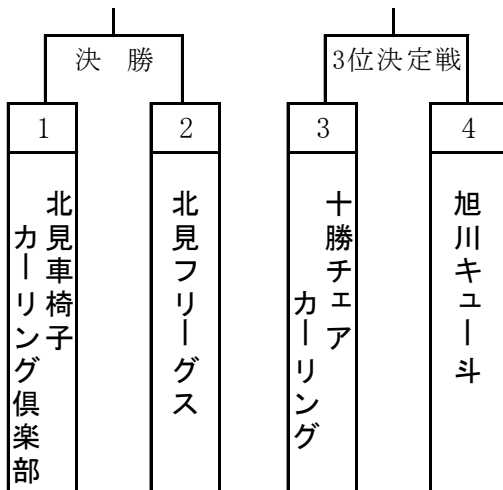 決　勝
3位決定戦
1
2
3
4
北見車椅子
カーリング倶楽部
北見フリーグス
十勝チェア
カーリング
旭川キュー斗